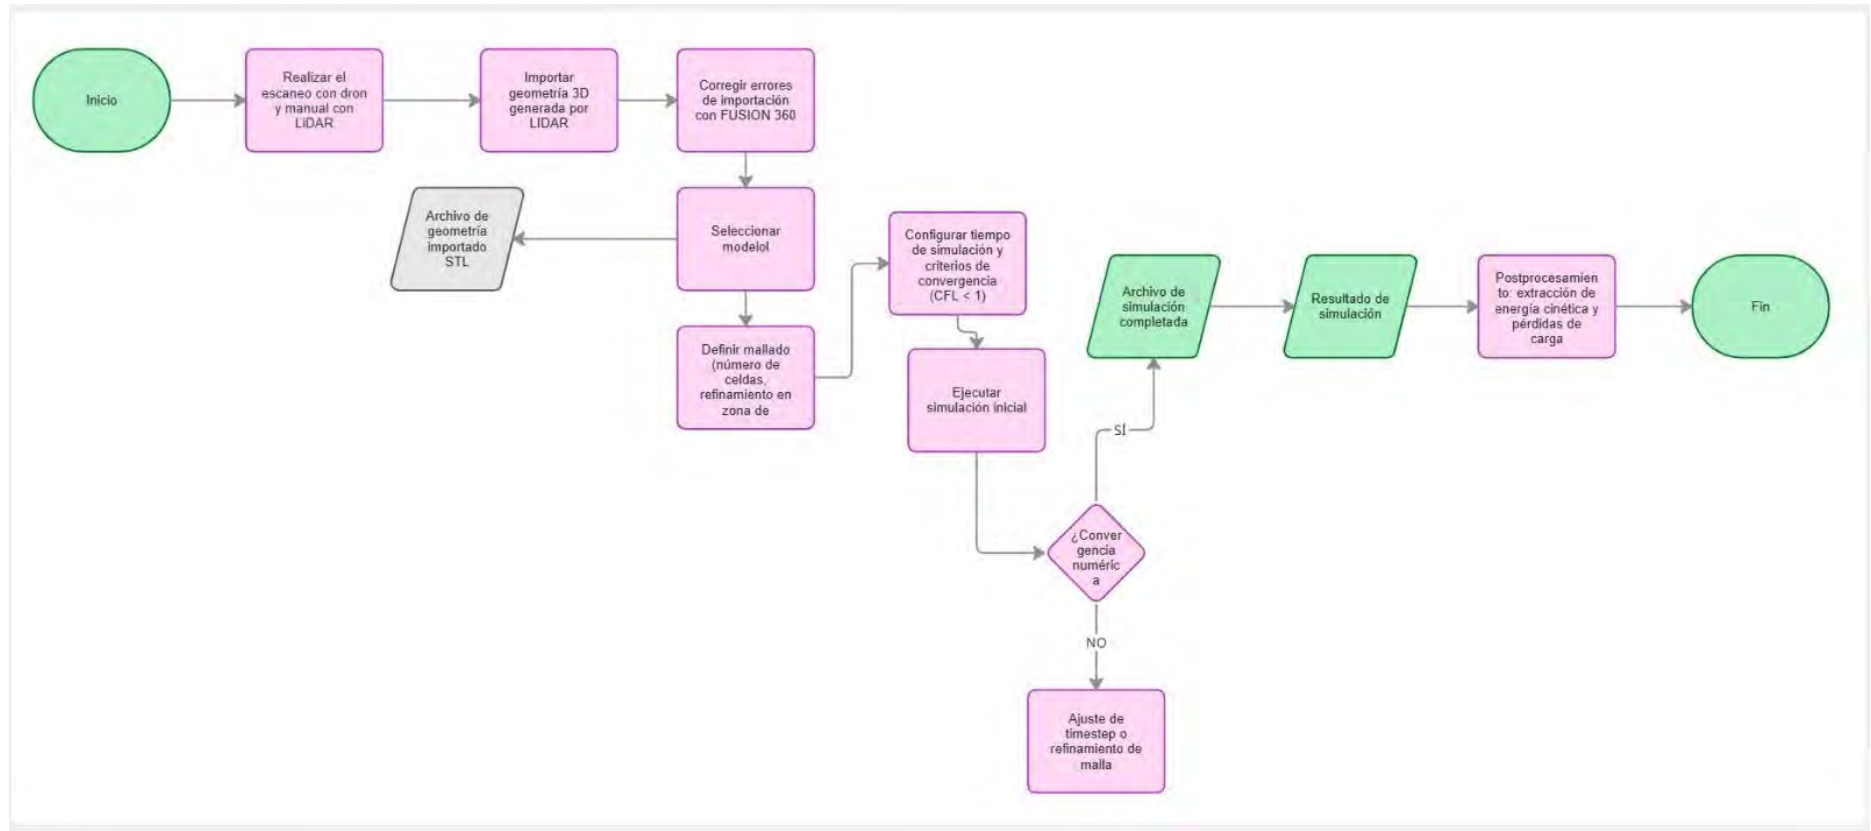 Inicio
Realizar el
escaneo con dron
y manual con
LiDAR
Importar
geometría 3D
generada por
LIDAR
Corregir errores
de importación
con FUSION 360
Archivo de
geometría
importado
STL
Seleccionar
modelol
Definir mallado
(número de
celdas,
refinamiento en
zona de
Configurar tiempo
de simulación y
criterios de
convergencia
(CFL < 1)
Ejecutar
simulación inicial
¿Conver
gencia
numéric
a
SÍ
NO
Ajuste de
timestep o
refinamiento de
malla
Archivo de
simulación
completada
Resultado de
simulación
Postprocesamien
to: extracción de
energía cinética y
pérdidas de
carga
Fin